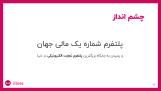 چشم انداز
پلتفرم شماره یک مالی جهان
و رسیدن به جایگاه بزرگترین پلتفرم تجارت الکترونیکی در دنیا